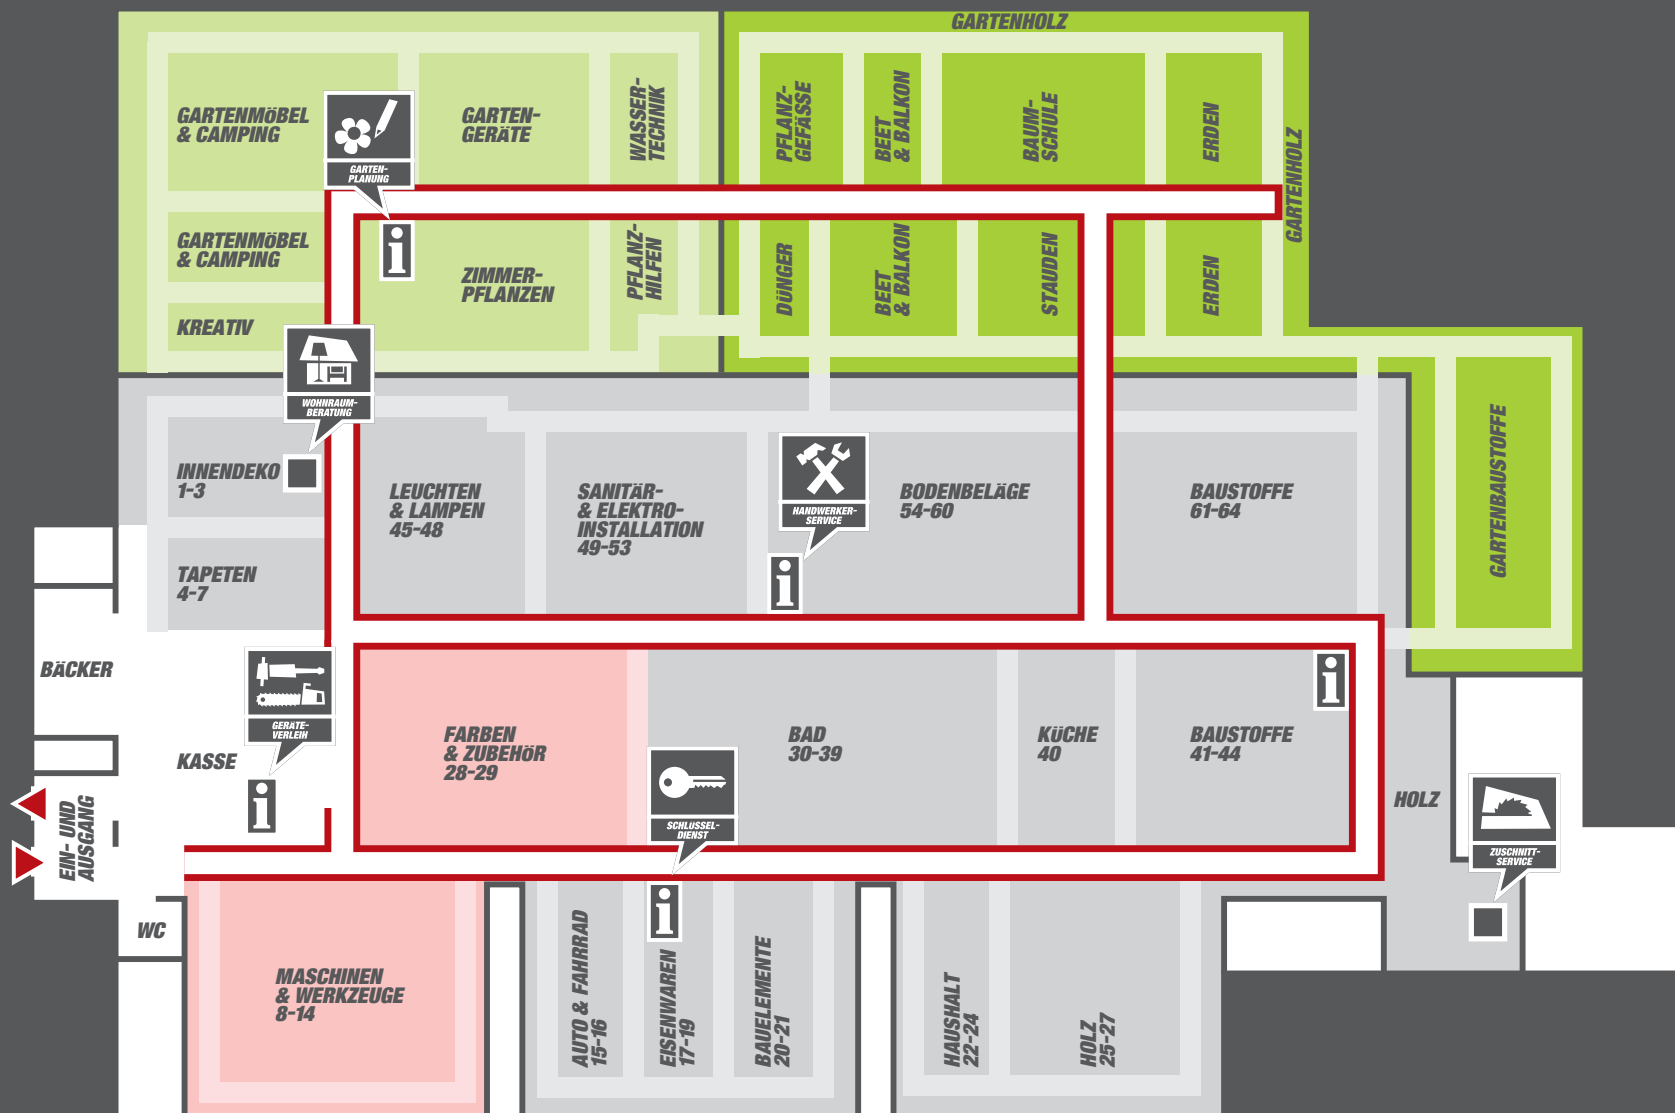 GARTENHOLZ
GARTENMÖBEL
& CAMPING
GARTEN-
PLANUNG
GARTEN-
GERÄTE
WASSER-
TECHNIK
PFLANZ-
GEFÄSSE
BEET
& BALKON
BAUM-
SCHULE
ERDEN
GARTENHOLZ
GARTENMÖBEL
& CAMPING
KREATIV
ZIMMER-
PFLANZEN
PFLANZ-
HILFEN
DÜNGER
BEET
& BALKON
STAUDEN
ERDEN
WOHNRAUM-
BERATUNG
INNENDEKO
1-3
TAPETEN
4-7
LEUCHTEN
& LAMPEN
45-48
SANITÄR-
& ELEKTRO-
INSTALLATION
49-53
HANDWERKER-
SERVICE
i
i
BODENBELÄGE
54-60
BAUSTOFFE
61-64
GARTENBAUSTOFFE
BÄCKER
KASSE
GERÄTE-
VERLEIH
i
EIN- UND
AUSGANG
WC
FARBEN
& ZUBEHÖR
28-29
SCHLÜSSEL-
DIENST
i
BAD
30-39
KÜCHE
40
BAUSTOFFE
41-44
i
HOLZ
ZUSCHNITT-
SERVICE
MASCHINEN
& WERKZEUGE
8-14
AUTO & FAHRRAD
15-16
EISENWAREN
17-19
BAUELEMENTE
20-21
HAUSHALT
22-24
HOLZ
25-27